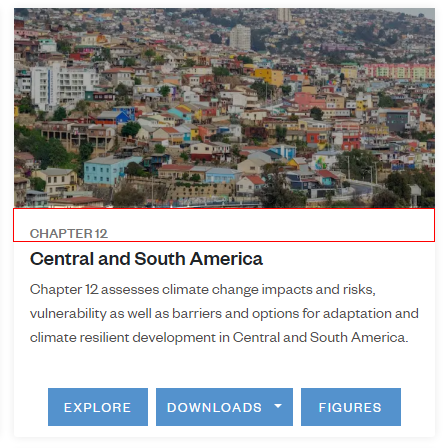 CHAPTER 12
Central and South America
Chapter 12 assesses climate change impacts and risks,
vulnerability as well as barriers and options for adaptation and
climate resilient development in Central and South America.
EXPLORE DOWNLOADS FIGURES